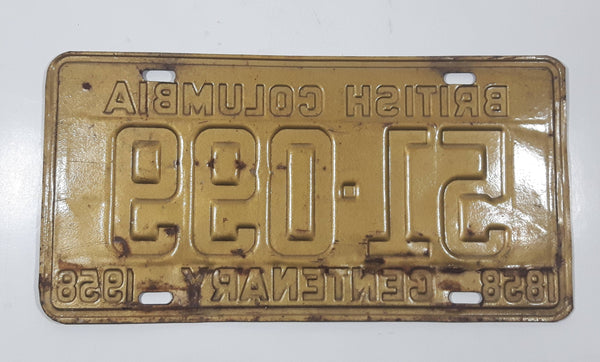 BRITISH COLUMBIA
51·099
1858 CENTENARY 1958